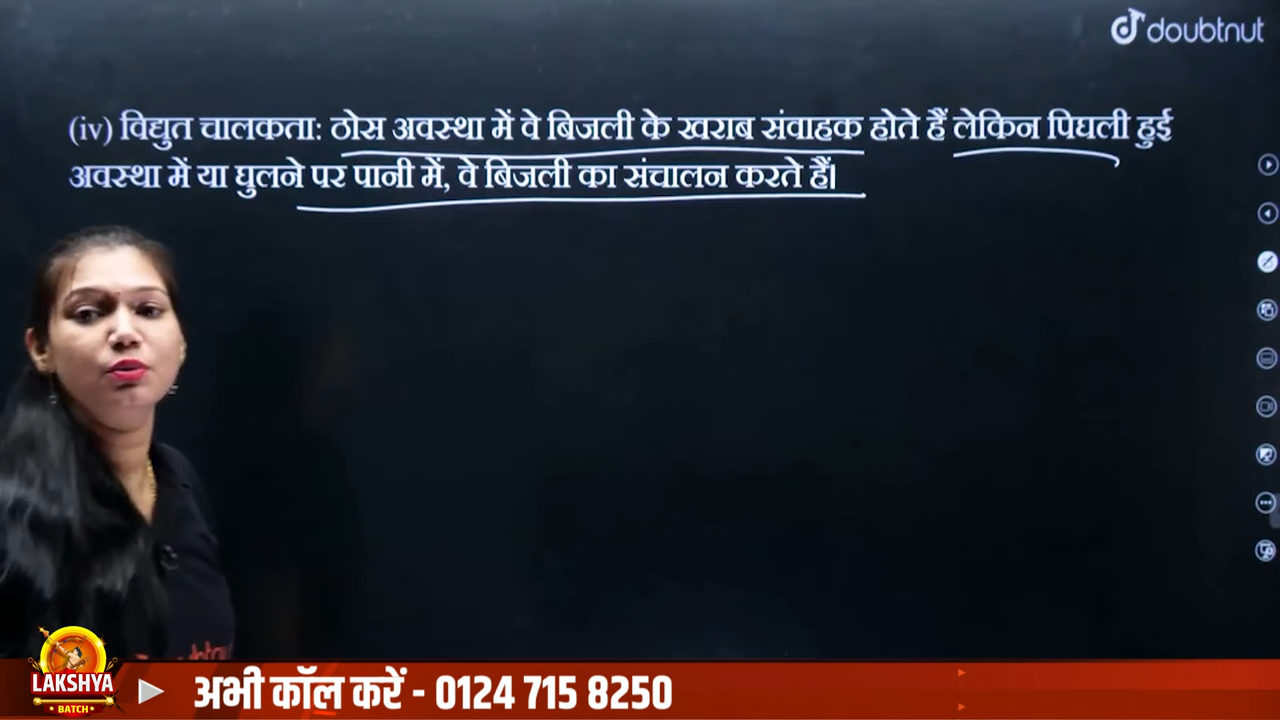 doubtnut
(iv) विद्युत चालकता: ठोस अवस्था में वे बिजली के खराब संवाहक होते हैं लेकिन पिघली हुई
अवस्था में या घुलने पर पानी में, वे बिजली का संचालन करते हैं।
LAKSHYA
BATCH
अभी कॉल करें - 0124 715 8250